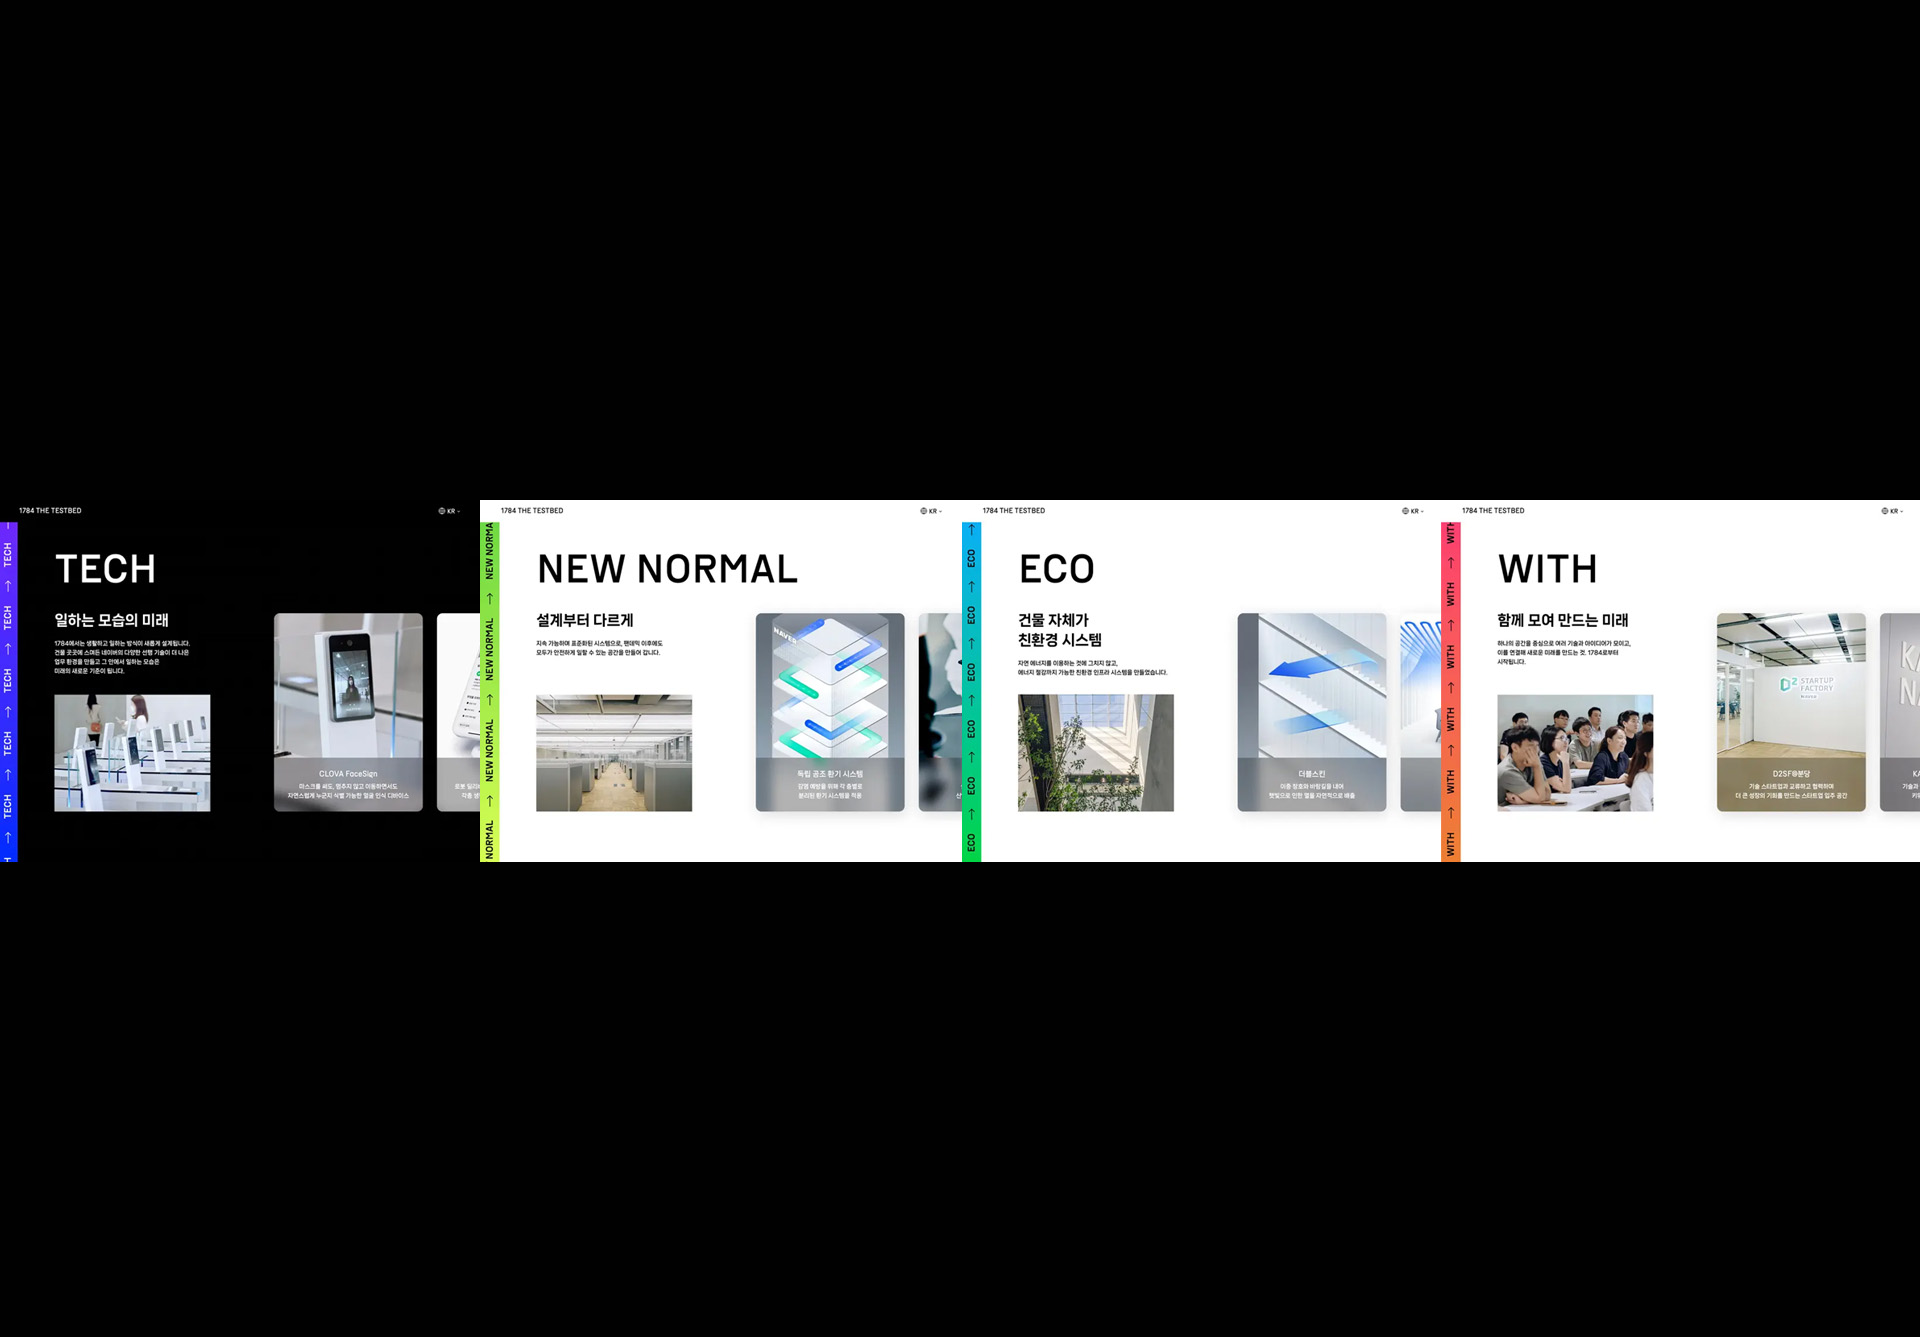 1784 THE TESTBED
KR
TECH
TECH
TECH
TECH
TECH
TECH
일하는 모습의 미래
1784에서는 생활하고 일하는 방식이 새롭게 설계됩니다.
건물 곳곳에 스며든 네이버의 다양한 선행 기술이 더 나은
업무 환경을 만들고 그 안에서 일하는 모습은
미래의 새로운 기준이 됩니다.
CLOVA FaceSign
마스크를 써도, 멈추지 않고 이동하면서도
자연스럽게 누군지 식별 가능한 얼굴 인식 디바이스
1784 THE TESTBED
KR
NEW NORMA
NEW NORMAL
NEW NORMAL
NORMAL
NEW NORMAL
설계부터 다르게
지속 가능하며 표준화된 시스템으로, 팬데믹 이후에도
모두가 안전하게 일할 수 있는 공간을 만들어 갑니다.
NAVER
독립 공조 환기 시스템
감염 예방을 위해 각 층별로
분리된 환기 시스템을 적용
1784 THE TESTBED
KR
ECO
ECO
ECO
ECO
ECO
ECO
ECO
건물 자체가
친환경 시스템
자연 에너지를 이용하는 것에 그치지 않고,
에너지 절감까지 가능한 친환경 인프라 시스템을 만들었습니다.
더블스킨
이중 창호와 바람길을 내어
햇빛으로 인한 열을 자연적으로 배출
1784 THE TESTBED
KR
WITH
WITH
WITH
WITH
WITH
WITH
WITH
함께 모여 만드는 미래
하나의 공간을 중심으로 여러 기술과 아이디어가 모이고,
이를 연결해 새로운 미래를 만드는 것. 1784로부터
시작됩니다.
D2 STARTUP
FACTORY
D2SF@분당
기술 스타트업과 교류하고 협력하며
더 큰 성장의 기회를 만드는 스타트업 입주 공간